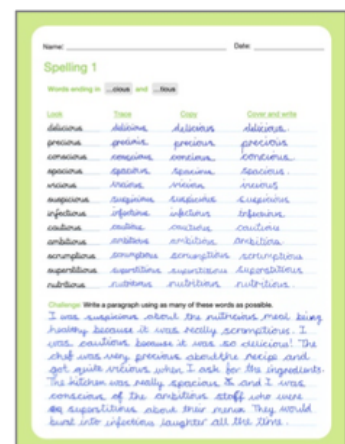 Name: Date:
Spelling 1
Words ending in ...cious and ...tious
Look Trace Copy Cover and write
delicious delicious delicious delicious.
precious precious precious precious
conscious conscious concious concious.
spacious spacious spacious spacious.
vicious vicious vicious vicious
suspicious suspicious suspicious suspicious
infectious infectious infectious infectious.
cautious cautious cautious cautious
ambitious ambitious ambitious ambitious.
scrumptious scrumptious scrumptious scrumptious
superstitious superstitious superstitious superstitious
nutritious nutritious nutritious nutritious.
Challenge: Write a paragraph using as many of these words as possible.
I was suspicious about the nutricious meal being
healthy because it was really scromptious. I
was cautious because it was so delicious! The
chef was very precious about the recipe and
got quite vicious when I ask for the ingredients.
The kitchen was really spacious & and I was
conscious of the ambitious staff who were
superstitious about their menu. They would
burst into infectious laughter all the time.